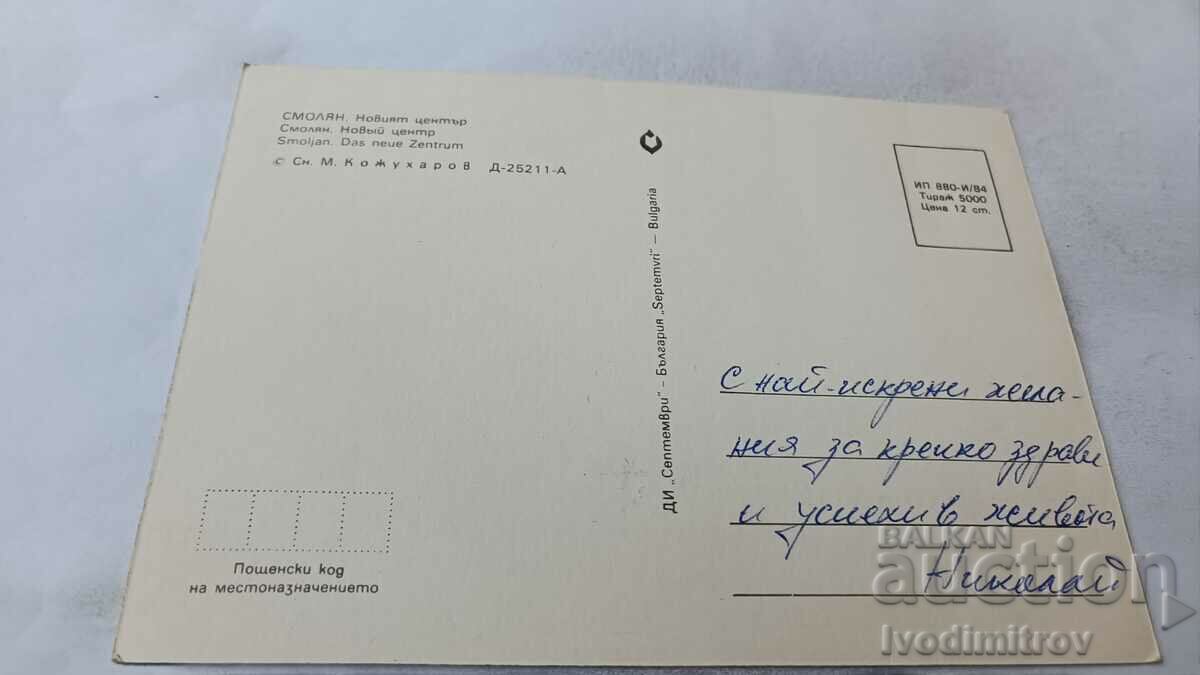 СМОЛЯН. Новият център
Смолян. Новый центр
Smoljan. Das neue Zentrum
© Сн. М. Кожухаров Д-25211-А
ДИ „Септември" – България „Septemvri" – Bulgaria
ИП 880-И/84
Тираж 5000
Цена 12 ст.
С най-искрени жела-
ния за крепко здраве
и успехи в живота
Николай
Пощенски код
на местоназначението
BALKAN
auction
Ivodimitrov